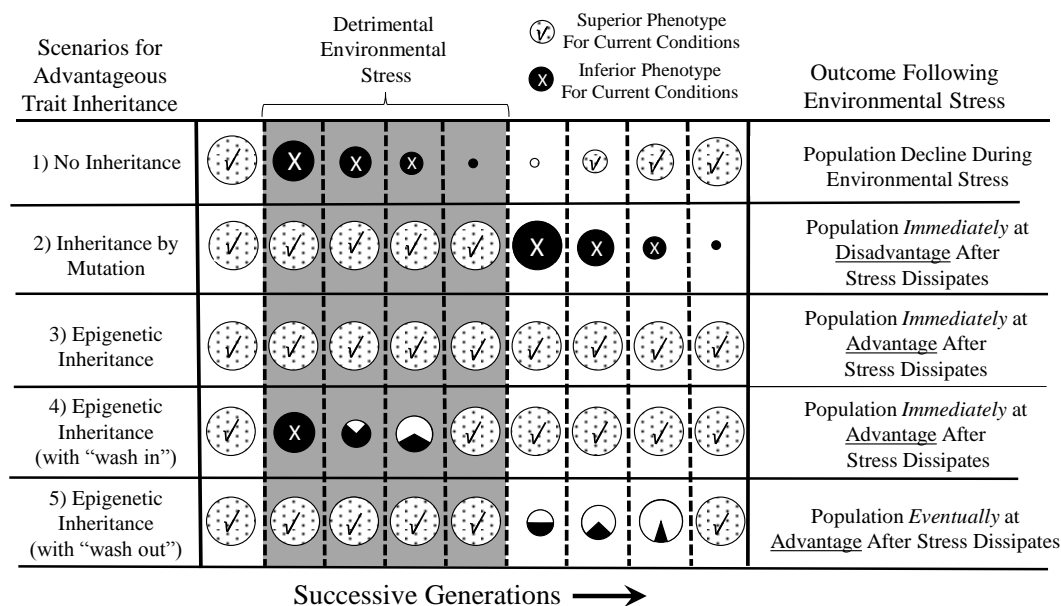 Scenarios for
Advantageous
Trait Inheritance
Detrimental
Environmental
Stress
Superior Phenotype
For Current Conditions
X Inferior Phenotype
For Current Conditions
Outcome Following
Environmental Stress
1) No Inheritance
X X X
Population Decline During
Environmental Stress
2) Inheritance by
Mutation
X X X
Population Immediately at
Disadvantage After
Stress Dissipates
3) Epigenetic
Inheritance
Population Immediately at
Advantage After
Stress Dissipates
4) Epigenetic
Inheritance
(with “wash in”)
X
Population Immediately at
Advantage After
Stress Dissipates
5) Epigenetic
Inheritance
(with “wash out”)
Population Eventually at
Advantage After Stress Dissipates
Successive Generations